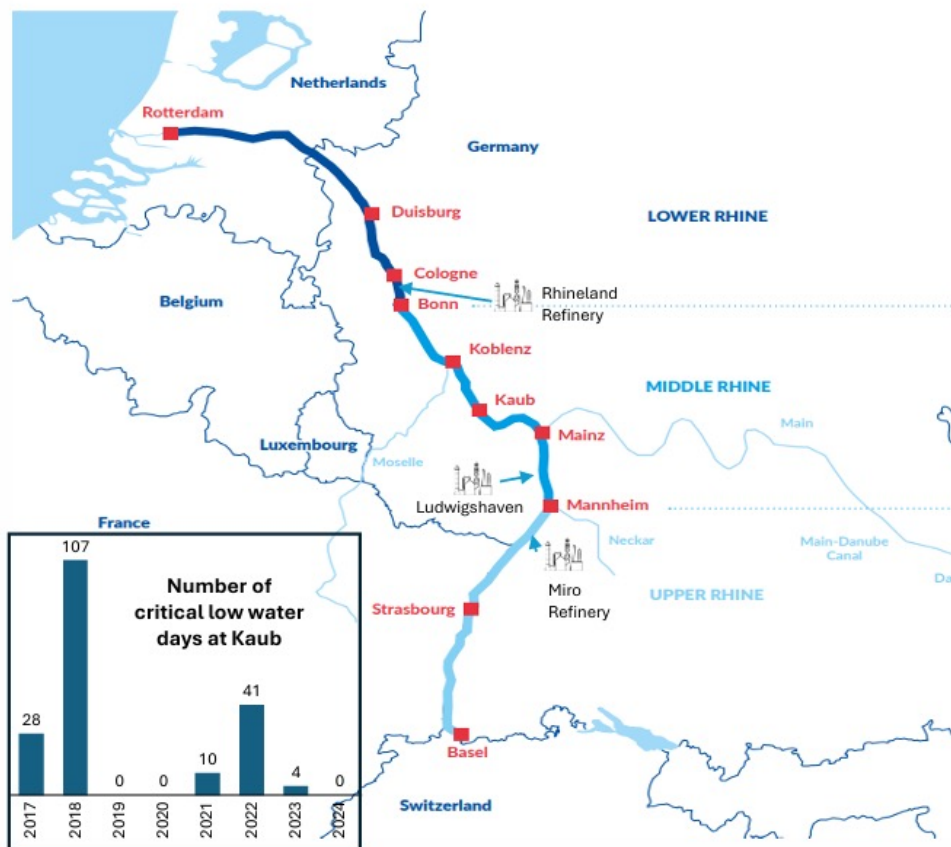 Netherlands
Rotterdam
Germany
Duisburg
LOWER RHINE
Cologne
Rhineland
Refinery
Bonn
Belgium
Koblenz
Kaub
MIDDLE RHINE
Main
Mainz
Luxembourg
Moselle
Ludwigshaven
Mannheim
France
Neckar
Main-Danube
Canal
Da
Miro
Refinery
UPPER RHINE
Strasbourg
Basel
Switzerland
Number of
critical low water
days at Kaub
28
107
0
0
10
41
4
0
2017
2018
2019
2020
2021
2022
2023
2024